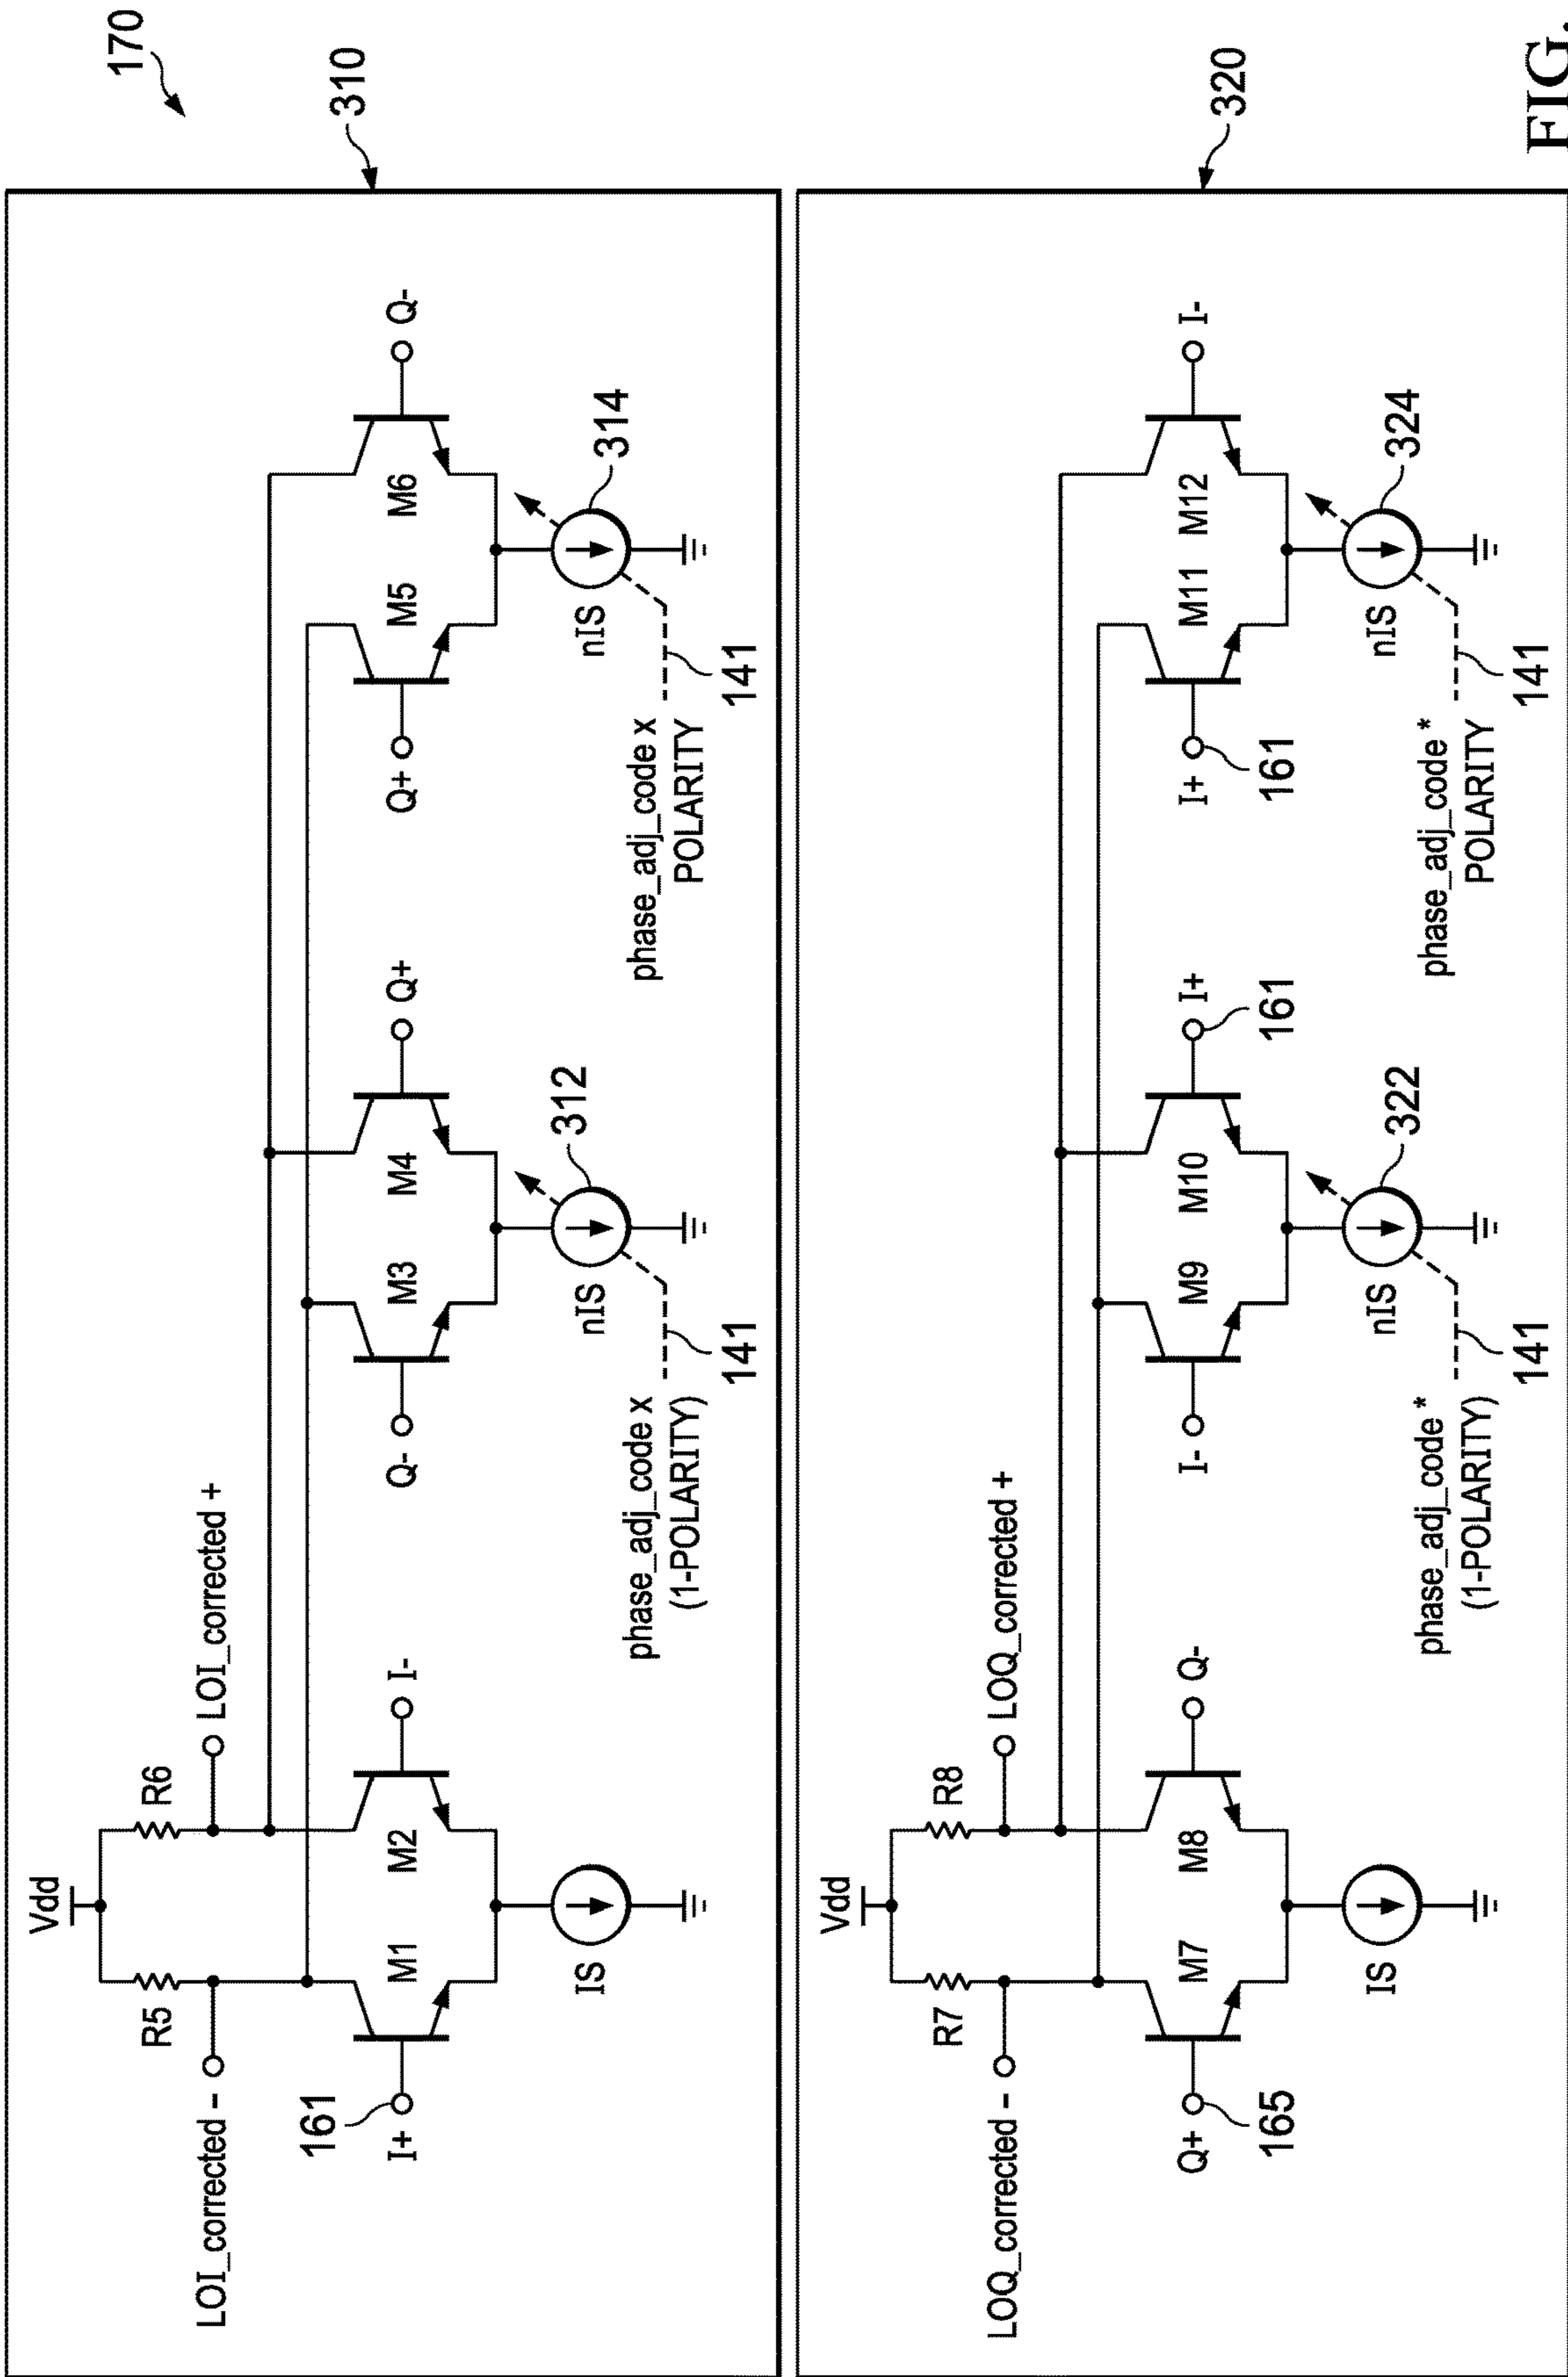 170
310
Vdd
R5
R6
LOI_corrected -
LOI_corrected +
161
I+
M1
M2
I-
IS
Q-
M3
M4
Q+
nIS
312
phase_adj_code x
(1-POLARITY)
141
Q+
M5
M6
Q-
nIS
314
phase_adj_code x
POLARITY
141
320
Vdd
R7
R8
LOQ_corrected -
LOQ_corrected +
Q+
165
M7
M8
Q-
IS
I-
M9
M10
I+
161
nIS
322
phase_adj_code *
(1-POLARITY)
141
I+
161
M11
M12
I-
nIS
324
phase_adj_code *
POLARITY
141
FIG.